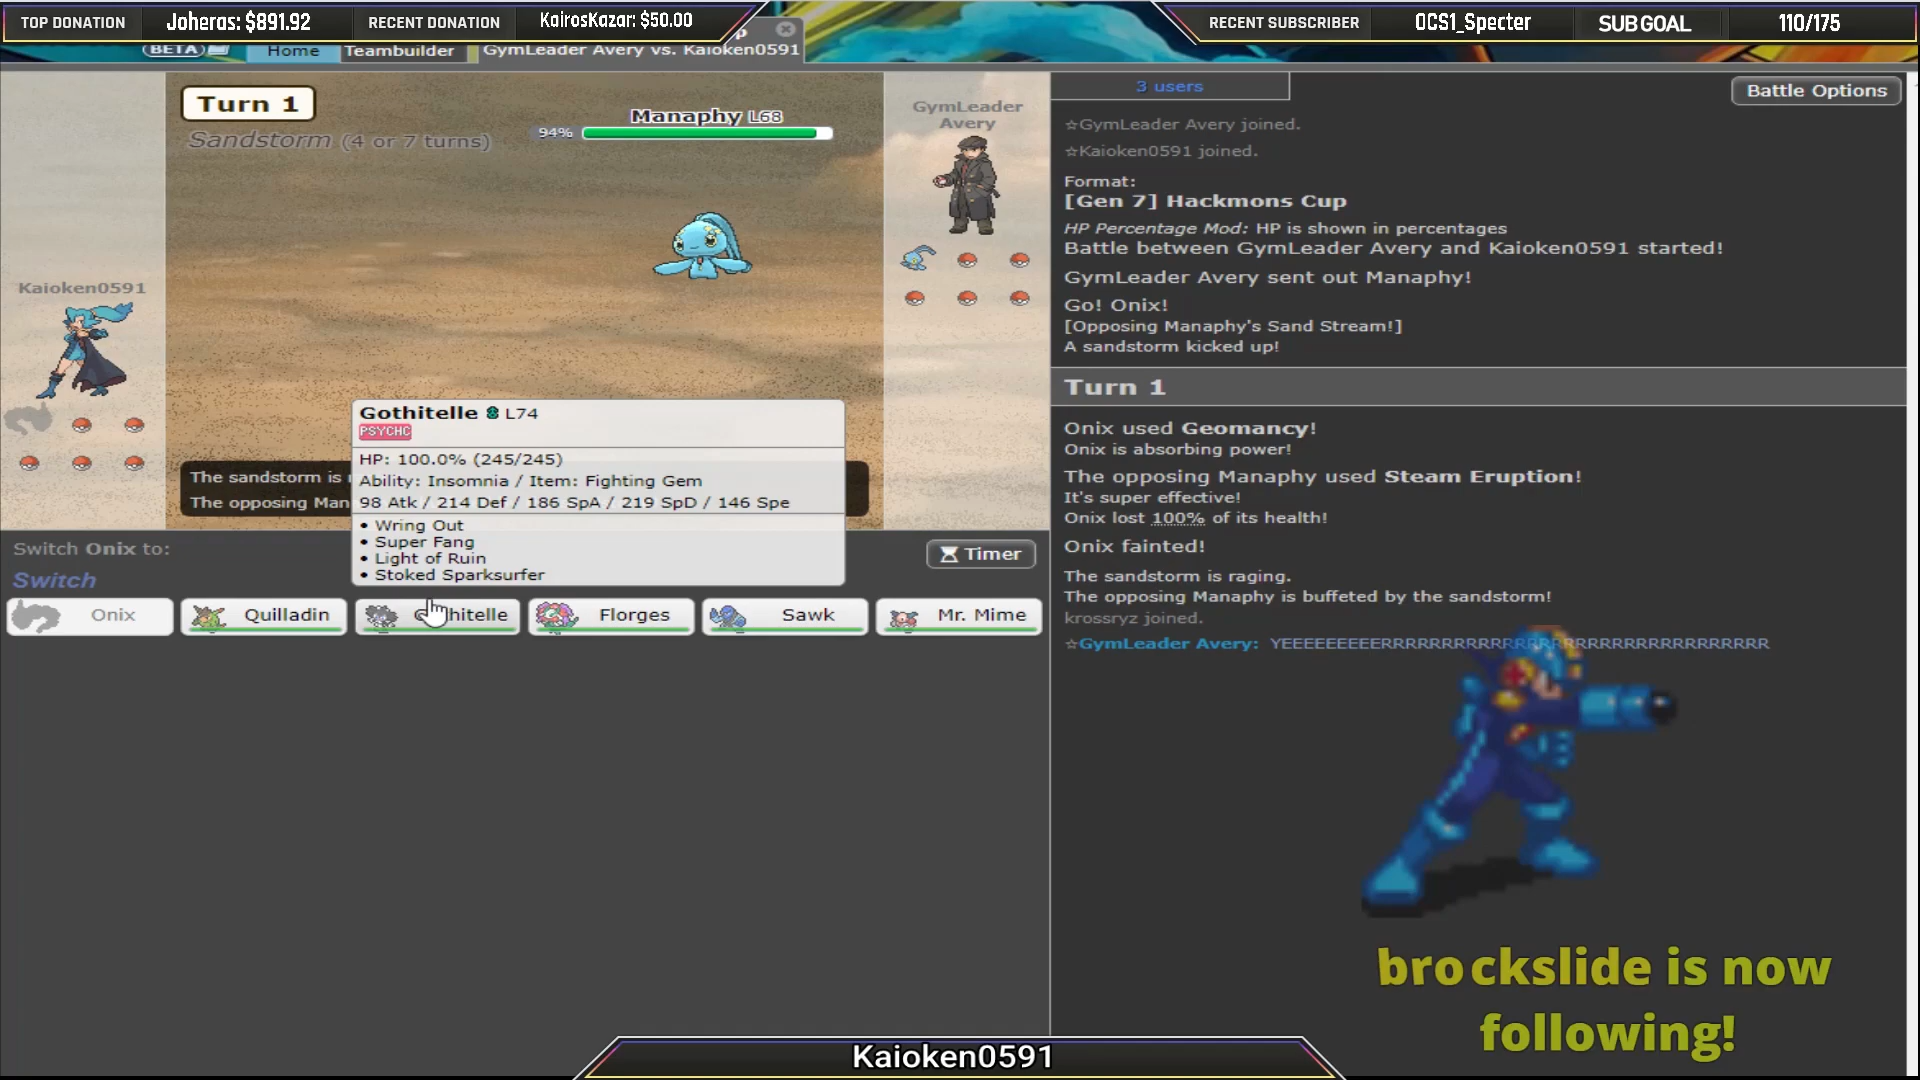 TOP DONATION Joheras: $891.92 RECENT DONATION KairosKazar: $50.00
RECENT SUBSCRIBER OCS1_Specter SUB GOAL 110/175
BETA Home Teambuilder GymLeader Avery vs. Kaioken0591
Turn 1
Sandstorm (4 or 7 turns)
94%
Manaphy L68
GymLeader
Avery
Kaioken0591
Gothitelle L74
PSYCHC
HP: 100.0% (245/245)
Ability: Insomnia / Item: Fighting Gem
98 Atk / 214 Def / 186 SpA / 219 SpD / 146 Spe
• Wring Out
• Super Fang
• Light of Ruin
• Stoked Sparksurfer
The sandstorm is
The opposing Man
Switch Onix to:
Timer
Switch
Onix Quilladin Florges Sawk Mr. Mime
3 users
Battle Options
☆GymLeader Avery joined.
☆Kaioken0591 joined.
Format:
[Gen 7] Hackmons Cup
HP Percentage Mod: HP is shown in percentages
Battle between GymLeader Avery and Kaioken0591 started!
GymLeader Avery sent out Manaphy!
Go! Onix!
[Opposing Manaphy's Sand Stream!]
A sandstorm kicked up!
Turn 1
Onix used Geomancy!
Onix is absorbing power!
The opposing Manaphy used Steam Eruption!
It's super effective!
Onix lost 100% of its health!
Onix fainted!
The sandstorm is raging.
The opposing Manaphy is buffeted by the sandstorm!
krossryz joined.
☆GymLeader Avery:
brockslide is now
following!
Kaioken0591